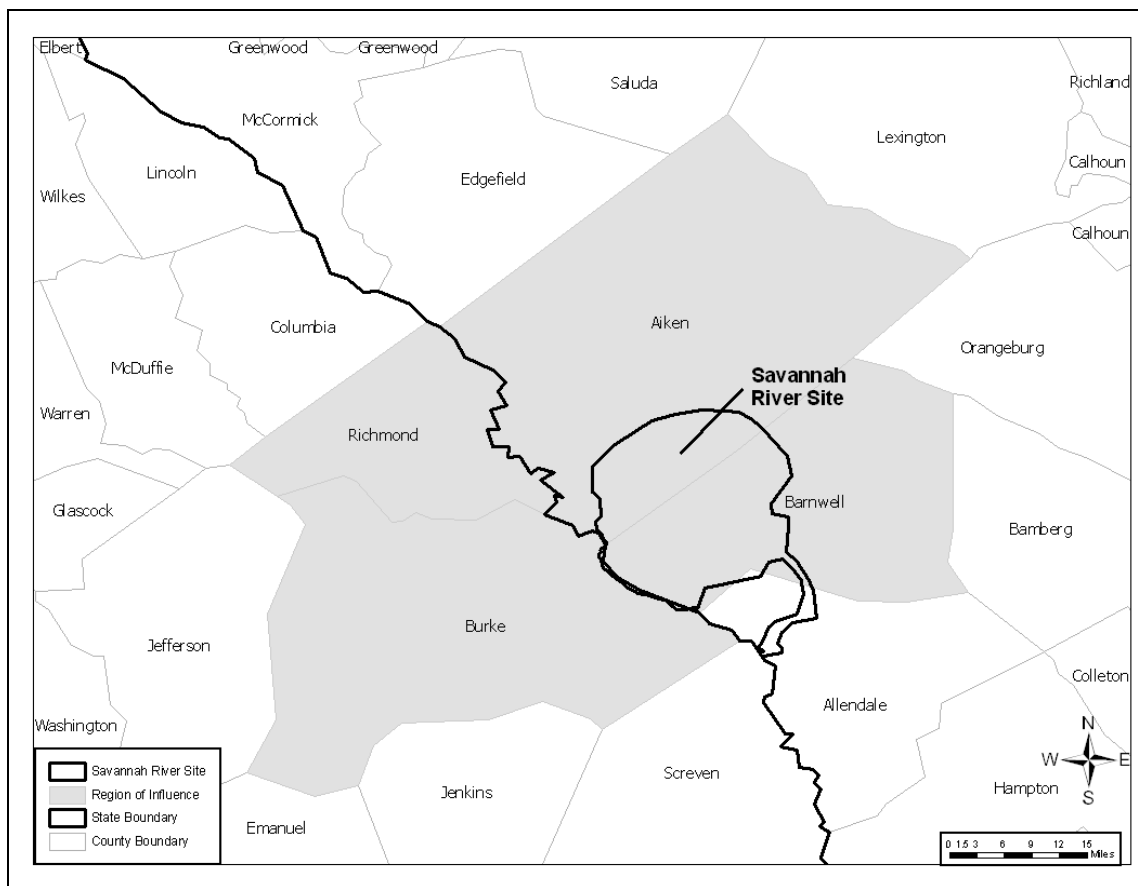 Elbert
Greenwood
Greenwood
Saluda
Richland
McCormick
Lexington
Calhoun
Lincoln
Edgefield
Wilkes
Calhoun
Columbia
Aiken
Orangeburg
McDuffie
Savannah
River Site
Warren
Richmond
Glascock
Barnwell
Bamberg
Burke
Jefferson
Colleton
Allendale
Washington
N
W
E
S
Screven
Hampton
Jenkins
Emanuel
Savannah River Site
Region of Influence
State Boundary
County Boundary
0 1.5 3 6 9 12 15
Miles